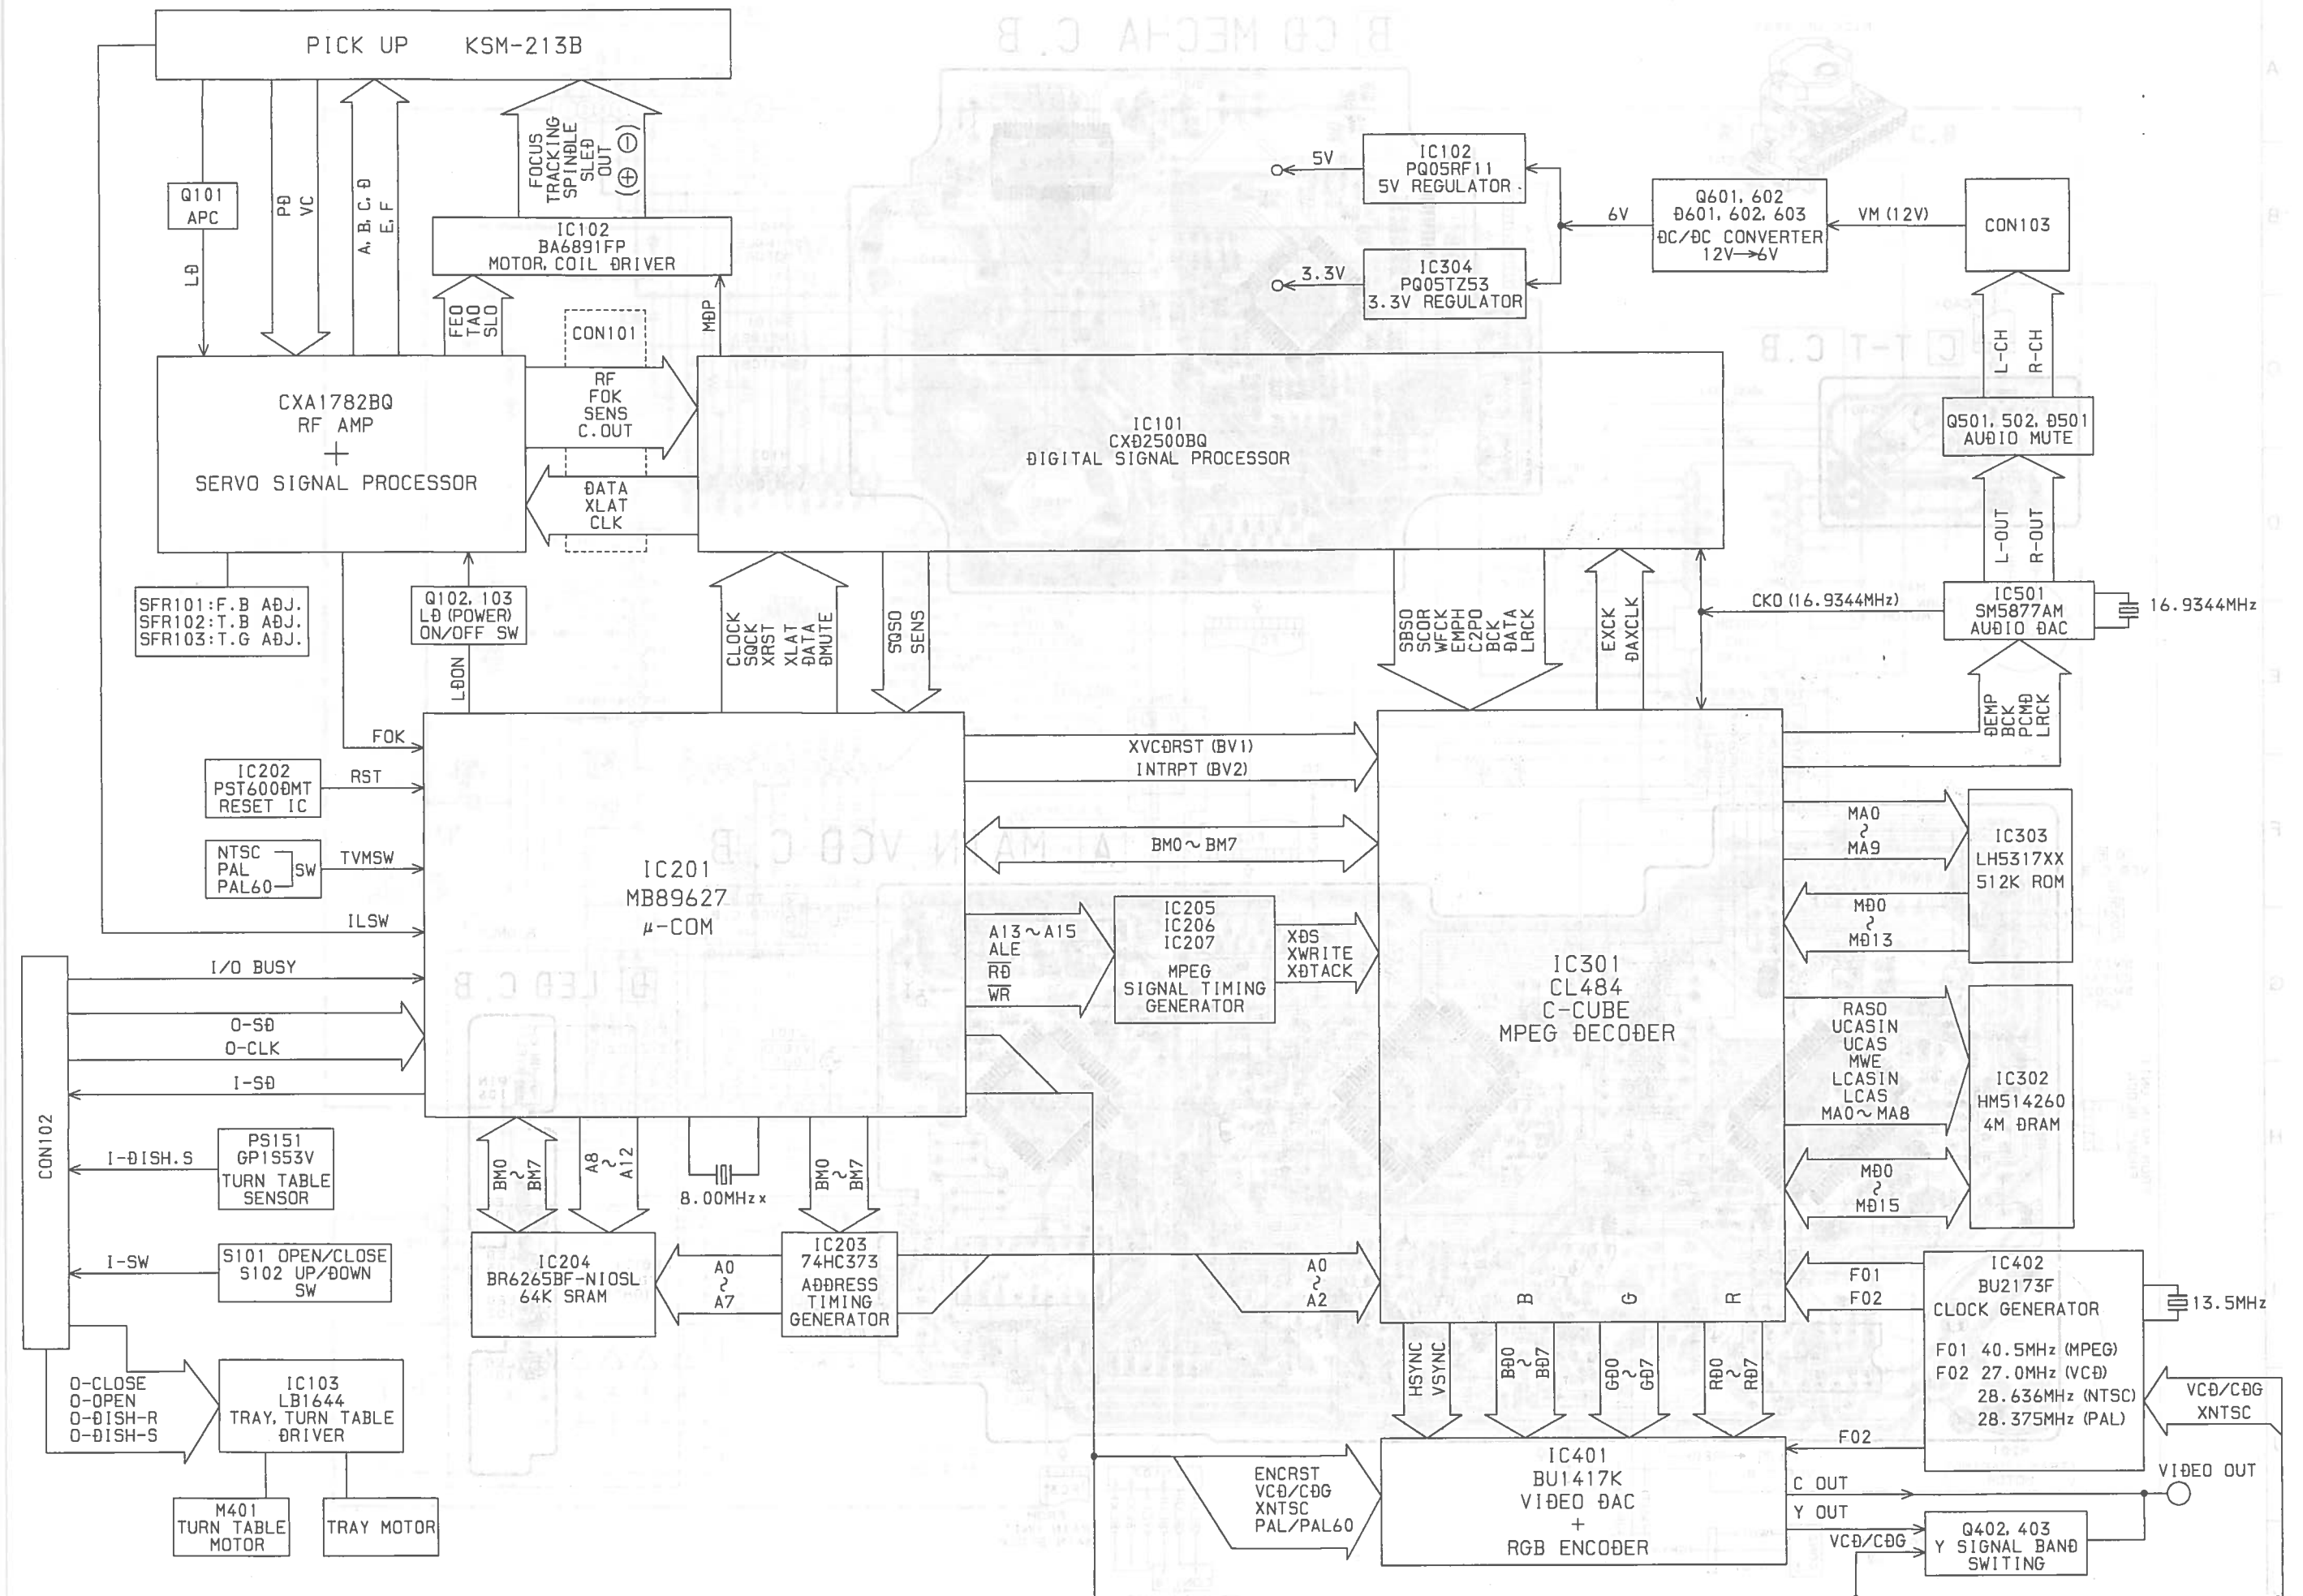 PICK UP KSM-213B
Q101
APC
LD
PD
VC
A, B, C, D
E, F
FOCUS
TRACKING
SPINDLE
SLED
OUT
(+) (-)
IC102
BA6891FP
MOTOR, COIL DRIVER
FEO
TAO
SLO
CON101
MDP
IC102
PQ05RF11
5V REGULATOR
5V
IC304
PQ05TZ53
3.3V REGULATOR
3.3V
6V
Q601, 602
D601, 602, 603
DC/DC CONVERTER
12V→6V
VM (12V)
CON103
L-CH
R-CH
CXA1782BQ
RF AMP
+
SERVO SIGNAL PROCESSOR
RF
FOK
SENS
C.OUT
DATA
XLAT
CLK
IC101
CXD2500BQ
DIGITAL SIGNAL PROCESSOR
Q501, 502, D501
AUDIO MUTE
L-OUT
R-OUT
IC501
SM5877AM
AUDIO DAC
16.9344MHz
CKO (16.9344MHz)
SFR101:F.B ADJ.
SFR102:T.B ADJ.
SFR103:T.G ADJ.
Q102, 103
LD (POWER)
ON/OFF SW
LDON
CLOCK
SQCK
XRST
XLAT
DATA
DMUTE
SQSO
SENS
SBSO
SCOR
WFCK
EMPH
C2PO
BCK
DATA
LRCK
EXCK
DAXCLK
DEMP
BCK
PCMD
LRCK
FOK
IC202
PST600DMT
RESET IC
RST
NTSC
PAL
PAL60
SW
TVMSW
ILSW
I/O BUSY
O-SD
O-CLK
I-SD
CON102
IC201
MB89627
μ-COM
XVCDRST (BV1)
INTRPT (BV2)
BM0～BM7
A13～A15
ALE
RD
WR
IC205
IC206
IC207
MPEG
SIGNAL TIMING
GENERATOR
XDS
XWRITE
XDTACK
IC301
CL484
C-CUBE
MPEG DECODER
MA0
～
MA9
IC303
LH5317XX
512K ROM
MD0
～
MD13
RASO
UCASIN
UCAS
MWE
LCASIN
LCAS
MA0～MA8
IC302
HM514260
4M DRAM
MD0
～
MD15
PS151
GP1S53V
TURN TABLE
SENSOR
I-DISH.S
S101 OPEN/CLOSE
S102 UP/DOWN
SW
I-SW
BM0
～
BM7
A8
～
A12
8.00MHz×
BM0
～
BM7
IC204
BR6265BF-NIOSL
64K SRAM
A0
～
A7
IC203
74HC373
ADDRESS
TIMING
GENERATOR
A0
～
A2
B G R
F01
F02
IC402
BU2173F
CLOCK GENERATOR
F01 40.5MHz (MPEG)
F02 27.0MHz (VCD)
28.636MHz (NTSC)
28.375MHz (PAL)
13.5MHz
VCD/CDG
XNTSC
O-CLOSE
O-OPEN
O-DISH-R
O-DISH-S
IC103
LB1644
TRAY, TURN TABLE
DRIVER
M401
TURN TABLE
MOTOR
TRAY MOTOR
HSYNC
VSYNC
BD0
～
BD7
GD0
～
GD7
RD0
～
RD7
F02
ENCRST
VCD/CDG
XNTSC
PAL/PAL60
IC401
BU1417K
VIDEO DAC
+
RGB ENCODER
C OUT
Y OUT
VCD/CDG
Q402, 403
Y SIGNAL BAND
SWITING
VIDEO OUT